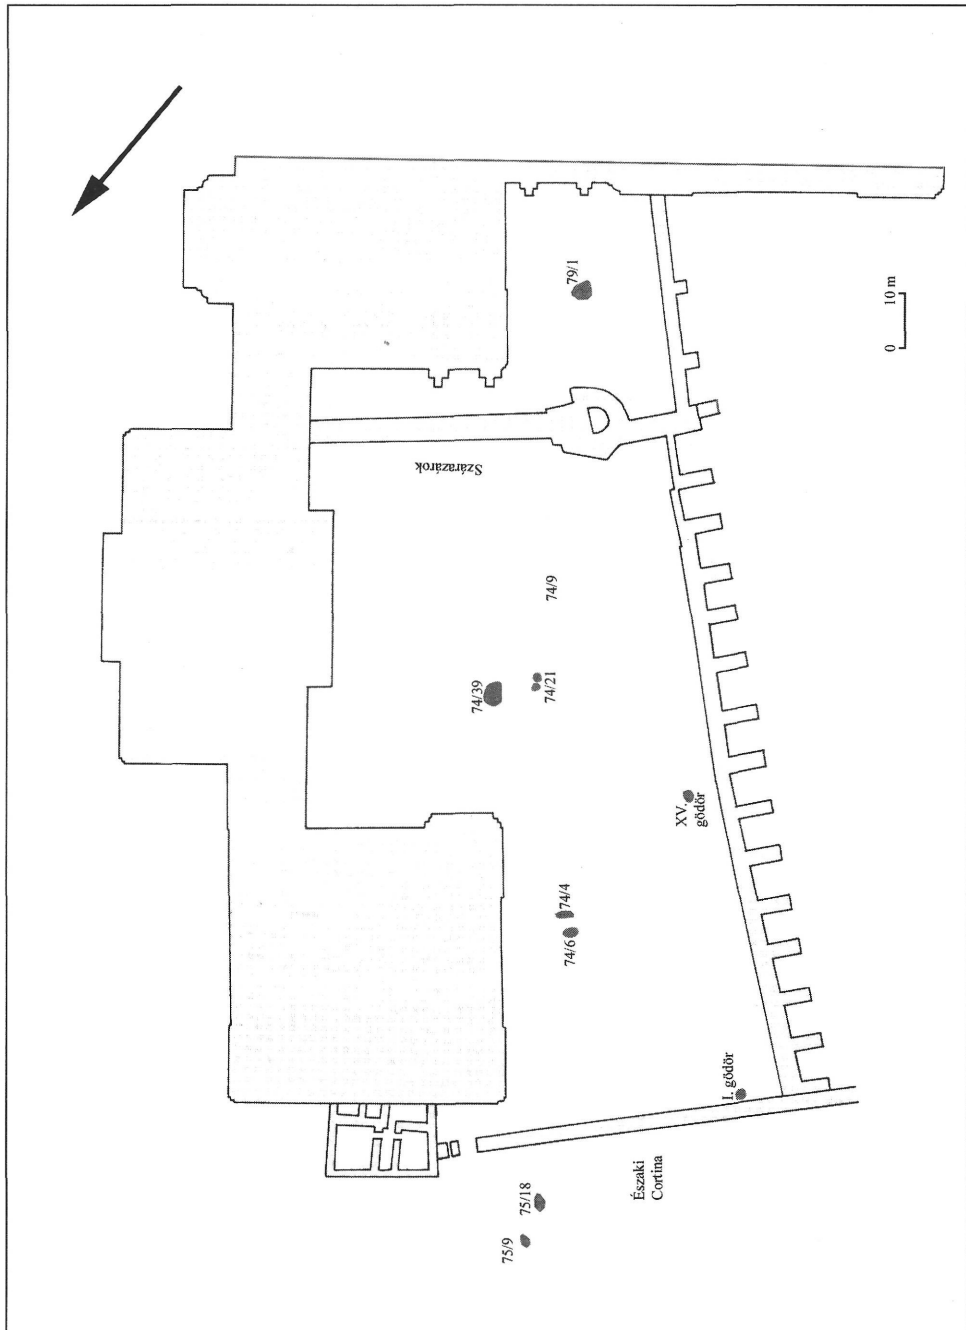 79/1
0 10 m
Szárazárok
74/9
74/39
74/21
XV.
gödör
74/4
74/6
I. gödör
Északi
Cortina
75/18
75/9